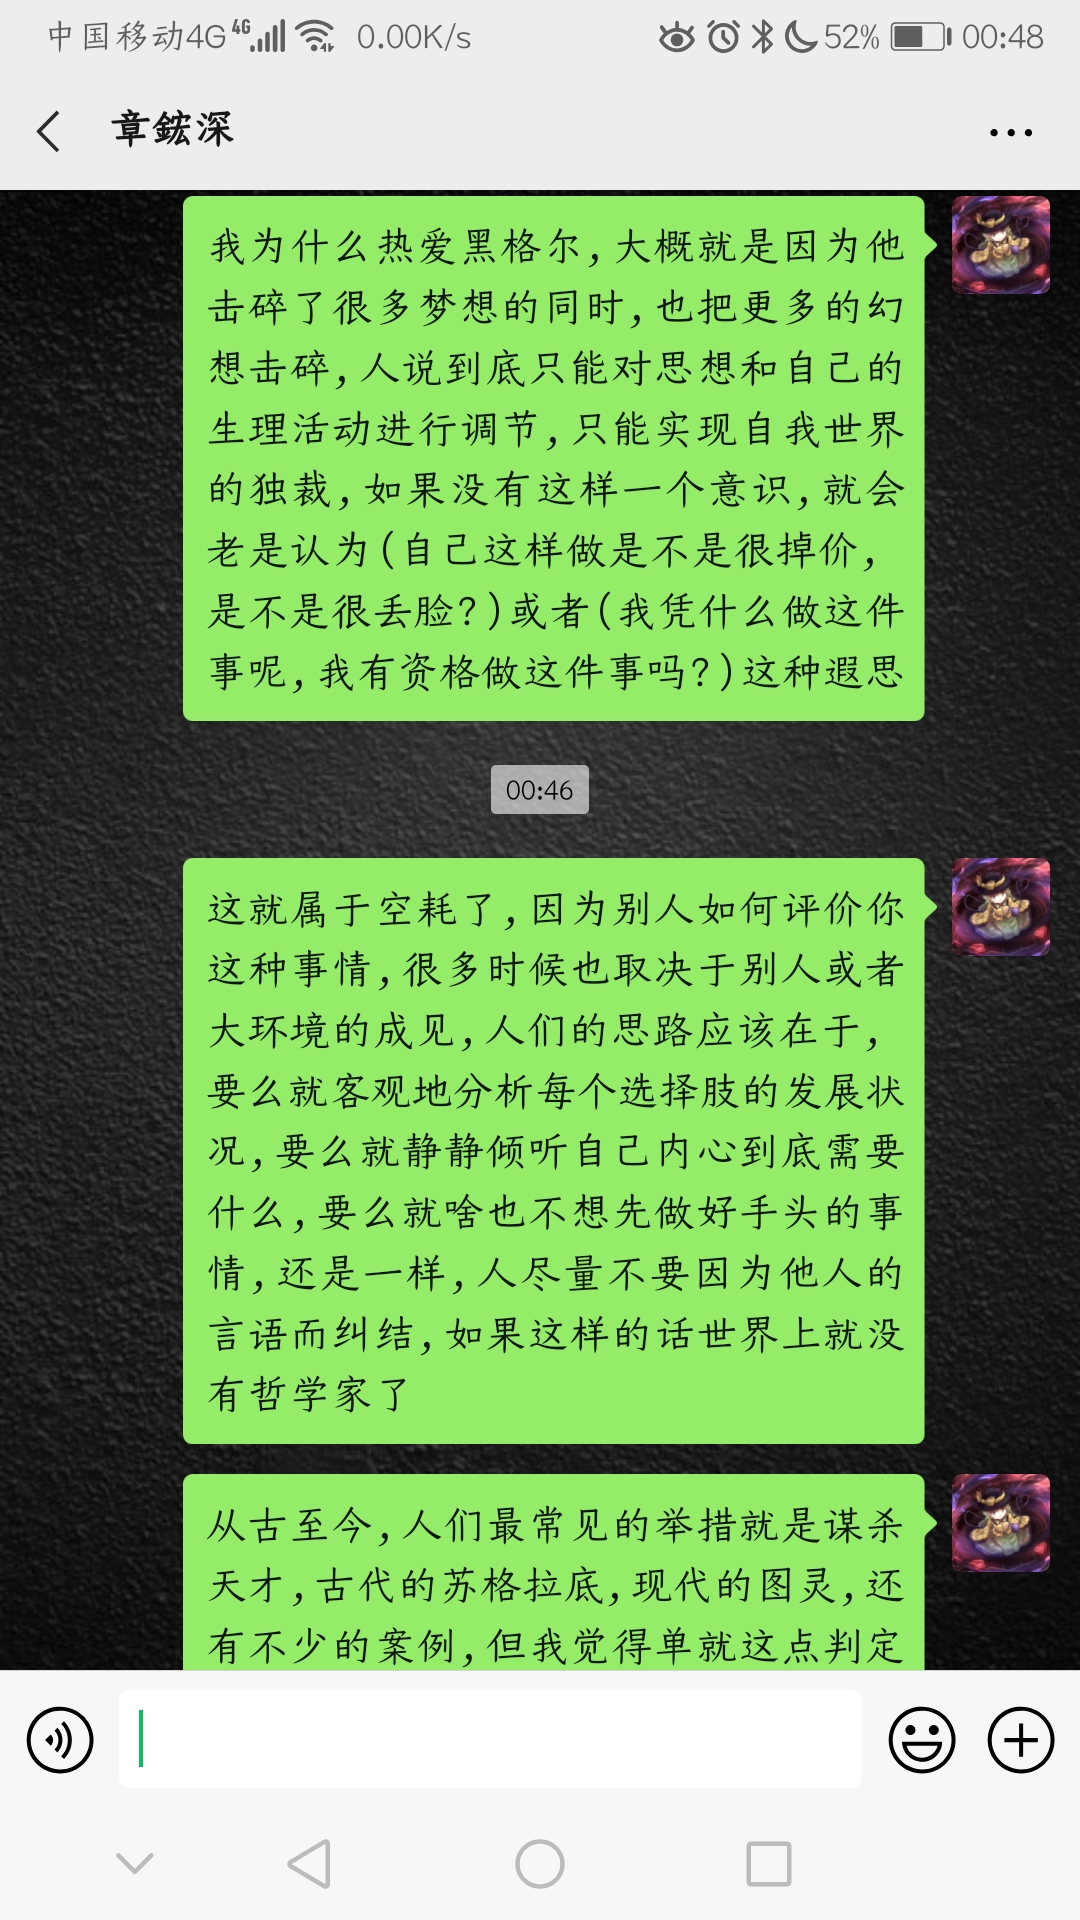 中国移动4G 4G 0.00K/s 52% 00:48
章鋐深
我为什么热爱黑格尔,大概就是因为他
击碎了很多梦想的同时,也把更多的幻
想击碎,人说到底只能对思想和自己的
生理活动进行调节,只能实现自我世界
的独裁,如果没有这样一个意识,就会
老是认为(自己这样做是不是很掉价,
是不是很丢脸?)或者(我凭什么做这件
事呢,我有资格做这件事吗?)这种遐思
00:46
这就属于空耗了,因为别人如何评价你
这种事情,很多时候也取决于别人或者
大环境的成见,人们的思路应该在于,
要么就客观地分析每个选择肢的发展状
况,要么就静静倾听自己内心到底需要
什么,要么就啥也不想先做好手头的事
情,还是一样,人尽量不要因为他人的
言语而纠结,如果这样的话世界上就没
有哲学家了
从古至今,人们最常见的举措就是谋杀
天才,古代的苏格拉底,现代的图灵,还
有不少的案例,但我觉得单就这点判定